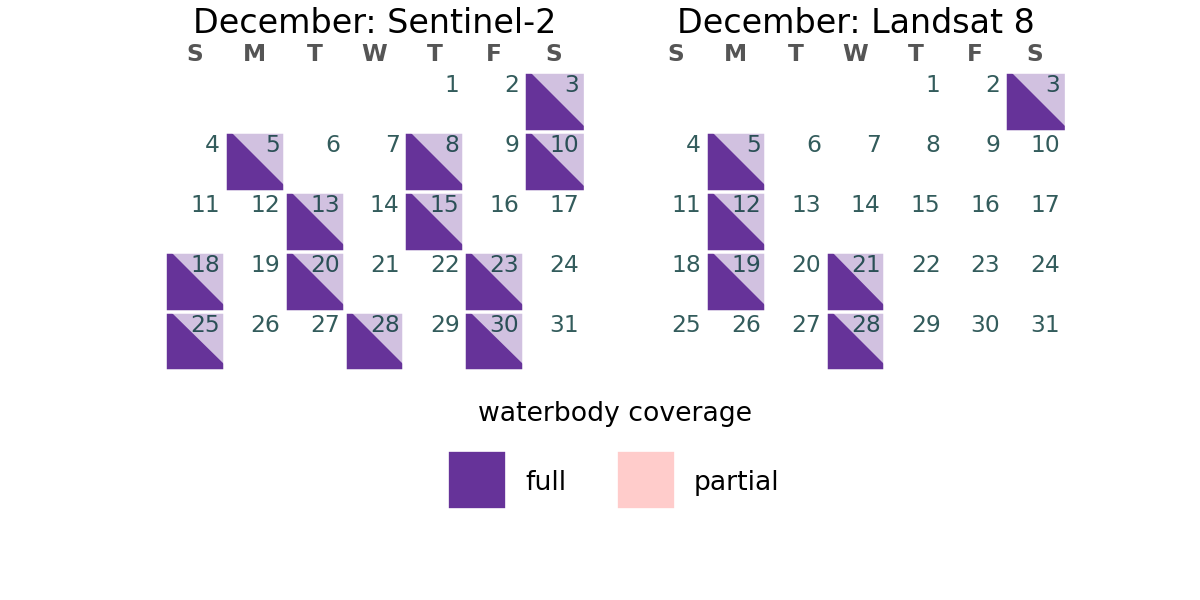 December: Sentinel-2
S M T W T F S
1 2 3
4 5 6 7 8 9 10
11 12 13 14 15 16 17
18 19 20 21 22 23 24
25 26 27 28 29 30 31
December: Landsat 8
S M T W T F S
1 2 3
4 5 6 7 8 9 10
11 12 13 14 15 16 17
18 19 20 21 22 23 24
25 26 27 28 29 30 31
waterbody coverage
full partial